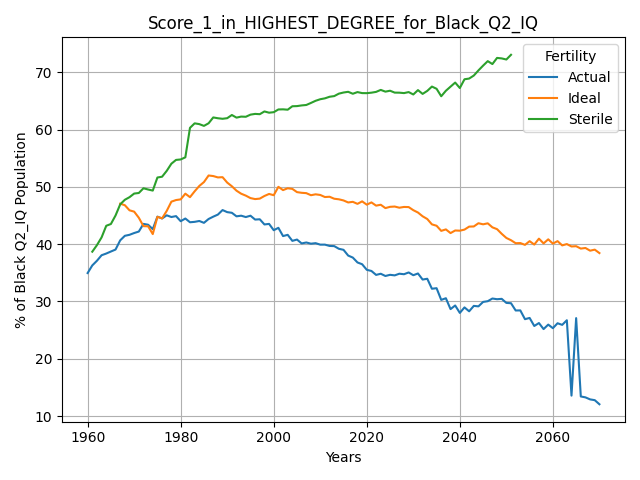 Score_1_in_HIGHEST_DEGREE_for_Black_Q2_IQ
Fertility
Actual
Ideal
Sterile
% of Black Q2_IQ Population
70
60
50
40
30
20
10
1960
1980
2000
2020
2040
2060
Years